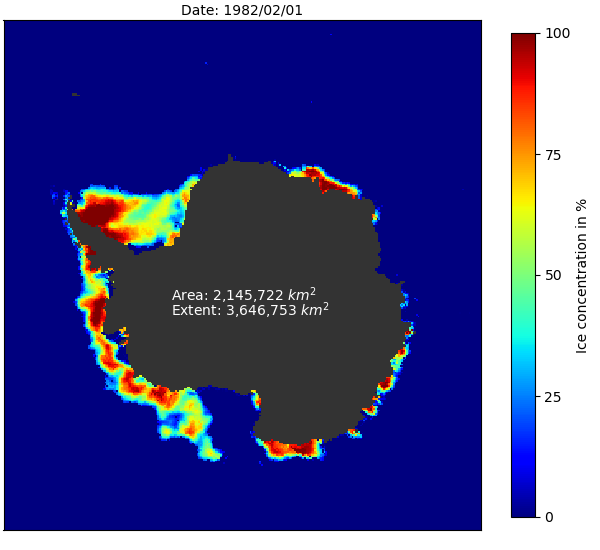 Date: 1982/02/01
100
75
50
25
0
Ice concentration in %
Area: 2,145,722 km²
Extent: 3,646,753 km²